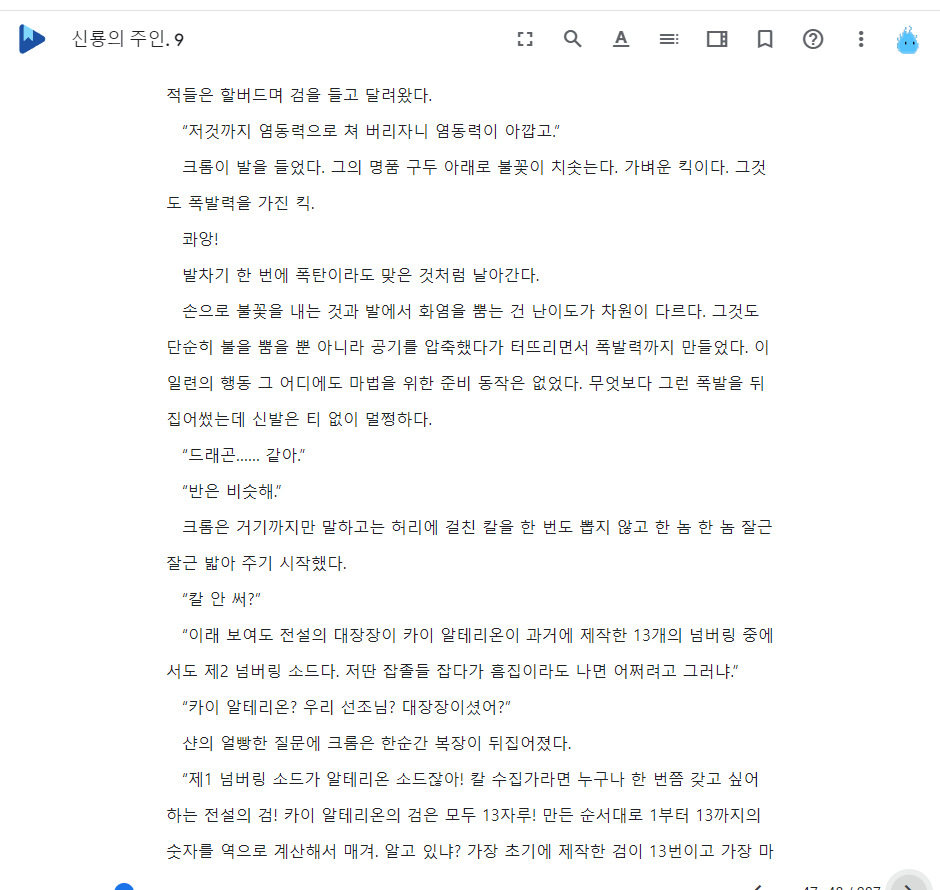 신룡의 주인. 9
적들은 할버드며 검을 들고 달려왔다.
“저것까지 염동력으로 쳐 버리자니 염동력이 아깝고.”
크롬이 발을 들었다. 그의 명품 구두 아래로 불꽃이 치솟는다. 가벼운 킥이다. 그것
도 폭발력을 가진 킥.
콰앙!
발차기 한 번에 폭탄이라도 맞은 것처럼 날아간다.
손으로 불꽃을 내는 것과 발에서 화염을 뿜는 건 난이도가 차원이 다르다. 그것도
단순히 불을 뿜을 뿐 아니라 공기를 압축했다가 터뜨리면서 폭발력까지 만들었다. 이
일련의 행동 그 어디에도 마법을 위한 준비 동작은 없었다. 무엇보다 그런 폭발을 뒤
집어썼는데 신발은 티 없이 멀쩡하다.
“드래곤...... 같아.”
“반은 비슷해.”
크롬은 거기까지만 말하고는 허리에 걸친 칼을 한 번도 뽑지 않고 한 놈 한 놈 잘근
잘근 밟아 주기 시작했다.
“칼 안 써?”
“이래 보여도 전설의 대장장이 카이 알테리온이 과거에 제작한 13개의 넘버링 중에
서도 제2 넘버링 소드다. 저딴 잡졸들 잡다가 흠집이라도 나면 어쩌려고 그러냐.”
“카이 알테리온? 우리 선조님? 대장장이셨어?”
샨의 얼빵한 질문에 크롬은 한순간 복장이 뒤집어졌다.
“제1 넘버링 소드가 알테리온 소드잖아! 칼 수집가라면 누구나 한 번쯤 갖고 싶어
하는 전설의 검! 카이 알테리온의 검은 모두 13자루! 만든 순서대로 1부터 13까지의
숫자를 역으로 계산해서 매겨. 알고 있냐? 가장 초기에 제작한 검이 13번이고 가장 마